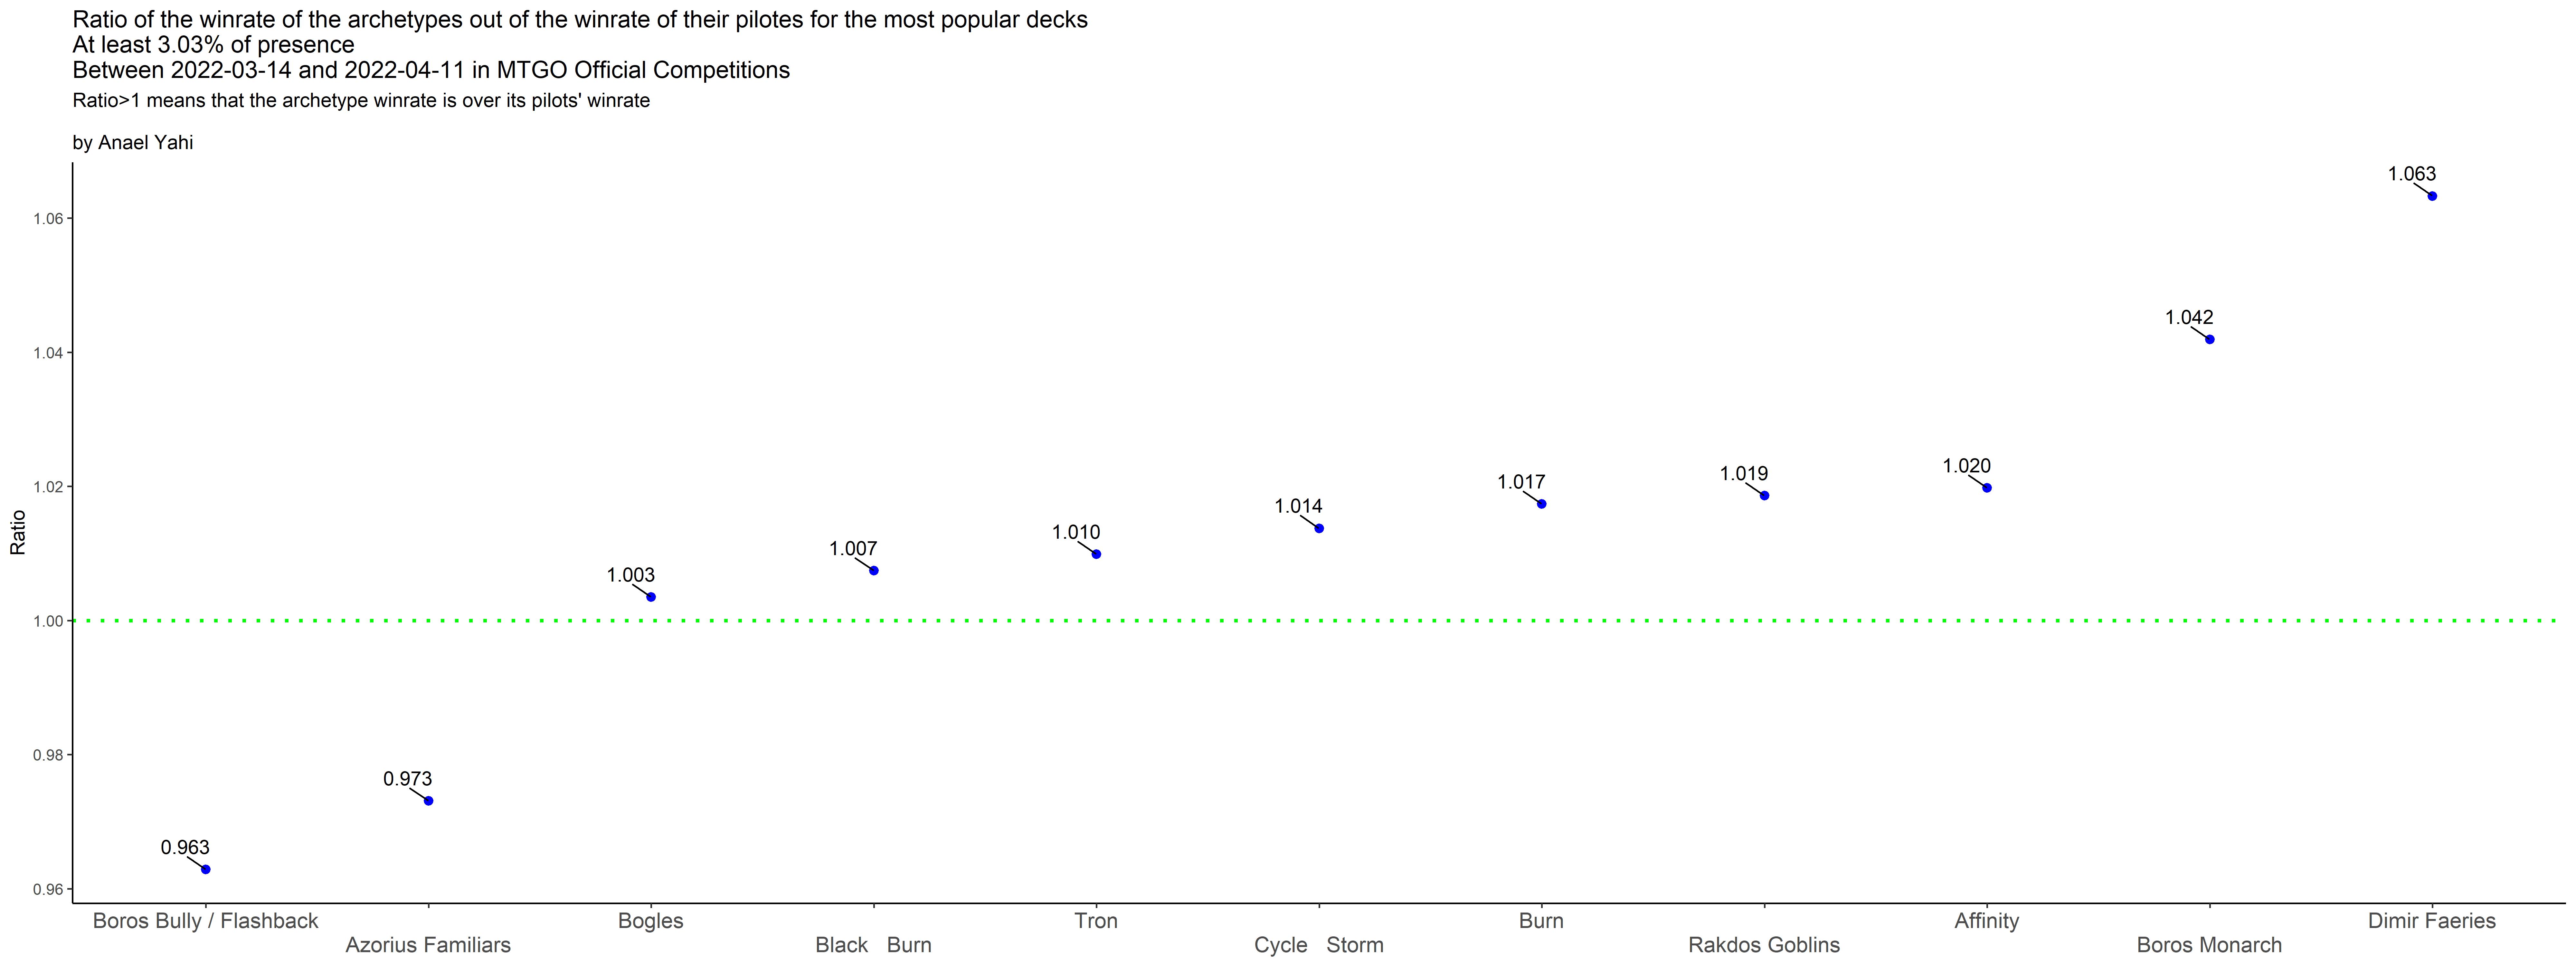 Ratio of the winrate of the archetypes out of the winrate of their pilotes for the most popular decks
At least 3.03% of presence
Between 2022-03-14 and 2022-04-11 in MTGO Official Competitions
Ratio>1 means that the archetype winrate is over its pilots' winrate
by Anael Yahi
1.063
1.06
1.042
1.04
1.020
1.019
1.017
1.02
1.014
1.010
1.007
1.003
Ratio
1.00
0.98
0.973
0.963
0.96
Boros Bully / Flashback
Azorius Familiars
Bogles
Black Burn
Tron
Cycle Storm
Burn
Rakdos Goblins
Affinity
Boros Monarch
Dimir Faeries